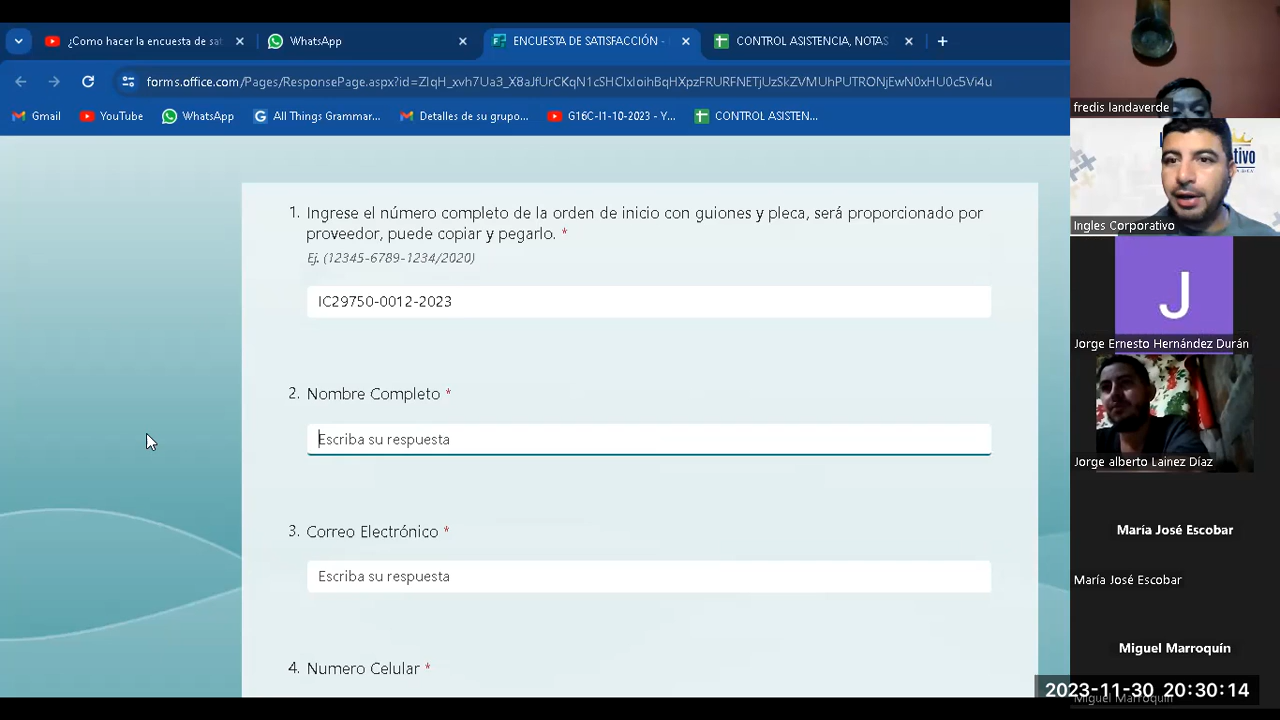 ¿Como hacer la encuesta de sat
WhatsApp
ENCUESTA DE SATISFACCIÓN -
CONTROL ASISTENCIA, NOTAS
forms.office.com/Pages/ResponsePage.aspx?id=ZIqH_xvh7Ua3_X8aJfUrCKqN1cSHCIxIoihBqHXpzFRURFNETjUzSkZVMUhPUTRONjEwN0xHU0c5Vi4u
Gmail
YouTube
WhatsApp
All Things Gramma...
Detalles de su grupo...
G16C-I1-10-2023 - Y...
CONTROL ASISTEN...
1. Ingrese el número completo de la orden de inicio con guiones y pleca, será proporcionado por
proveedor, puede copiar y pegarlo. *
Ej. (12345-6789-1234/2020)
IC29750-0012-2023
2. Nombre Completo *
Escriba su respuesta
3. Correo Electrónico *
Escriba su respuesta
4. Numero Celular *
fredis landaverde
tivo
Ingles Corporativo
J
Jorge Ernesto Hernández Durán
Jorge alberto Lainez Díaz
María José Escobar
María José Escobar
Miguel Marroquín
Miguel Marroquín
2023-11-30 20:30:14